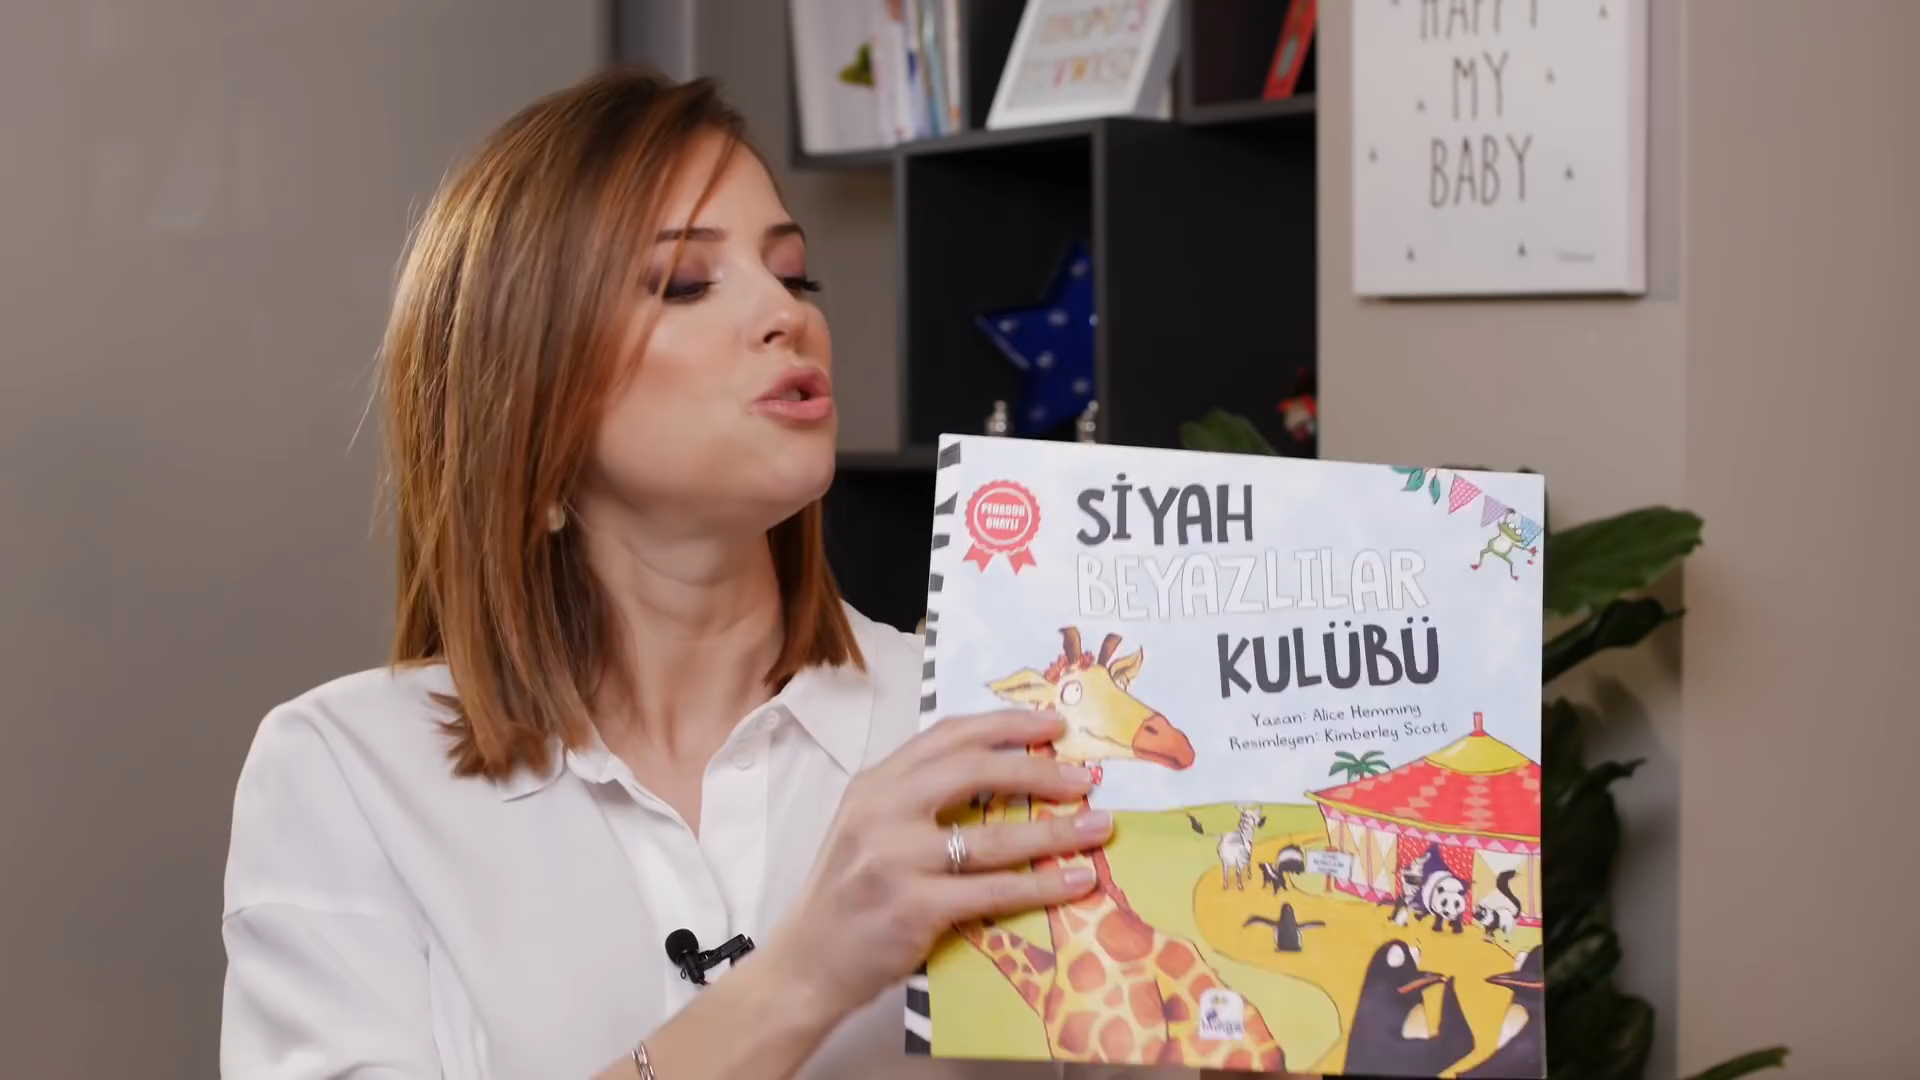 HAPPY
MY
BABY
PEDAGOG
ONAYLI
SİYAH
BEYAZLILAR
KULÜBÜ
Yazan: Alice Hemming
Resimleyen: Kimberley Scott